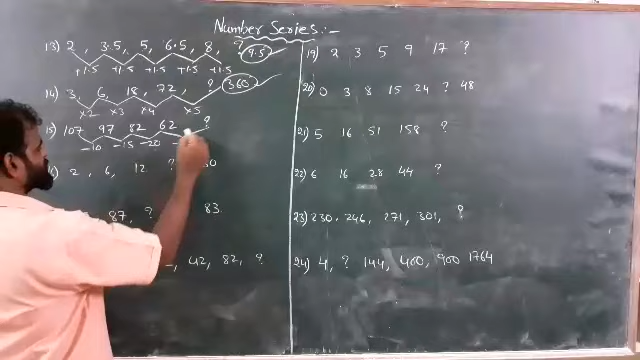 Number Series:-
13) 2, 3.5, 5, 6.5, 8, ? 9.5
+1.5 +1.5 +1.5 +1.5 +1.5
14) 3, 6, 18, 72, ? 360
×2 ×3 ×4 ×5
15) 107 97 82 62 ?
-10 -15 -20
2, 6, 12 ?
87, ? 83
42, 82, ?
19) 2 3 5 9 17 ?
20) 0 3 8 15 24 ? 48
21) 5 16 51 158 ?
22) 6 16 28 44 ?
23) 230, 246, 271, 301, ?
24) 4, ? 144, 400, 900 1764